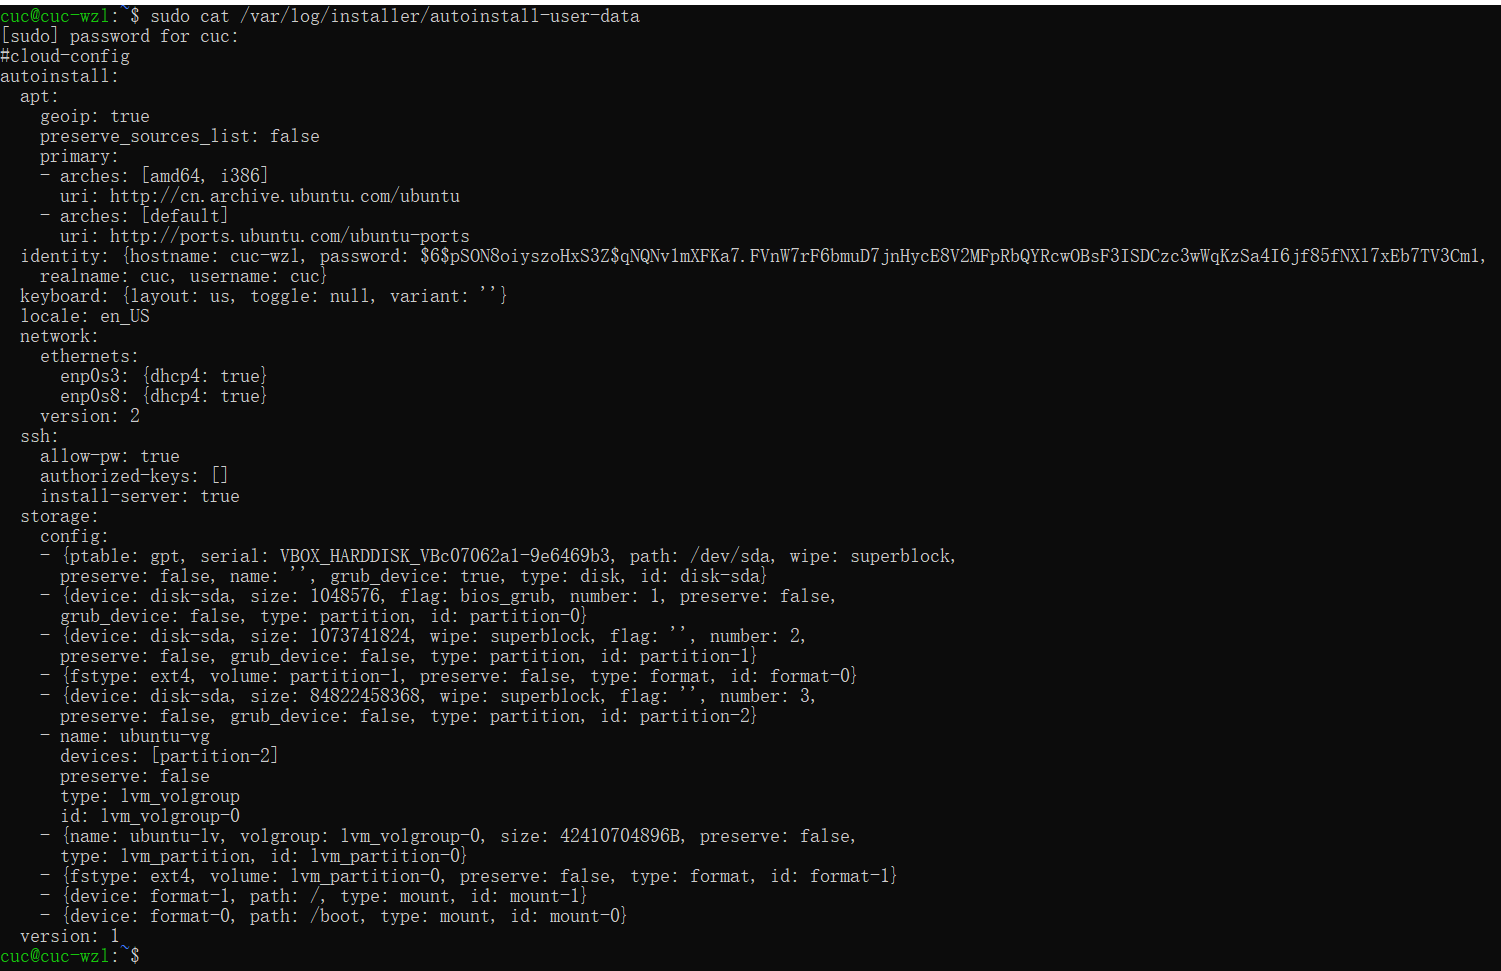 cuc@cuc-wzl:~$ sudo cat /var/log/installer/autoinstall-user-data
[sudo] password for cuc:
#cloud-config
autoinstall:
  apt:
    geoip: true
    preserve_sources_list: false
    primary:
    - arches: [amd64, i386]
      uri: http://cn.archive.ubuntu.com/ubuntu
    - arches: [default]
      uri: http://ports.ubuntu.com/ubuntu-ports
  identity: {hostname: cuc-wzl, password: $6$pSON8oiyszoHxS3Z$qNQNv1mXFKa7.FVnW7rF6bmuD7jnHycE8V2MFpRbQYRcwOBsF3ISDCzc3wWqKzSa4I6jf85fNXl7xEb7TV3Cm1,
    realname: cuc, username: cuc}
  keyboard: {layout: us, toggle: null, variant: ''}
  locale: en_US
  network:
    ethernets:
      enp0s3: {dhcp4: true}
      enp0s8: {dhcp4: true}
    version: 2
  ssh:
    allow-pw: true
    authorized-keys: []
    install-server: true
  storage:
    config:
    - {ptable: gpt, serial: VBOX_HARDDISK_VBc07062a1-9e6469b3, path: /dev/sda, wipe: superblock,
      preserve: false, name: '', grub_device: true, type: disk, id: disk-sda}
    - {device: disk-sda, size: 1048576, flag: bios_grub, number: 1, preserve: false,
      grub_device: false, type: partition, id: partition-0}
    - {device: disk-sda, size: 1073741824, wipe: superblock, flag: '', number: 2,
      preserve: false, grub_device: false, type: partition, id: partition-1}
    - {fstype: ext4, volume: partition-1, preserve: false, type: format, id: format-0}
    - {device: disk-sda, size: 84822458368, wipe: superblock, flag: '', number: 3,
      preserve: false, grub_device: false, type: partition, id: partition-2}
    - name: ubuntu-vg
      devices: [partition-2]
      preserve: false
      type: lvm_volgroup
      id: lvm_volgroup-0
    - {name: ubuntu-lv, volgroup: lvm_volgroup-0, size: 42410704896B, preserve: false,
      type: lvm_partition, id: lvm_partition-0}
    - {fstype: ext4, volume: lvm_partition-0, preserve: false, type: format, id: format-1}
    - {device: format-1, path: /, type: mount, id: mount-1}
    - {device: format-0, path: /boot, type: mount, id: mount-0}
  version: 1
cuc@cuc-wzl:~$